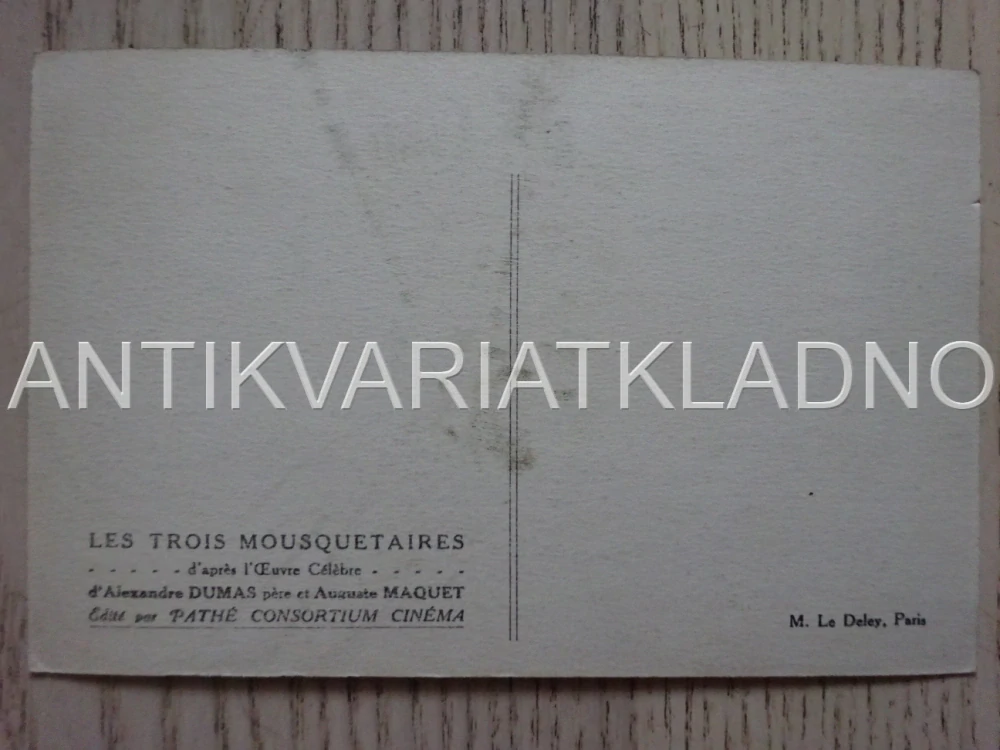 ANTIKVARIATKLADNO
LES TROIS MOUSQUETAIRES
- - - - - d'après l'Œuvre Célèbre - - - - -
d'Alexandre DUMAS père et Auguste MAQUET
Édité par PATHÉ CONSORTIUM CINÉMA
M. Le Deley, Paris